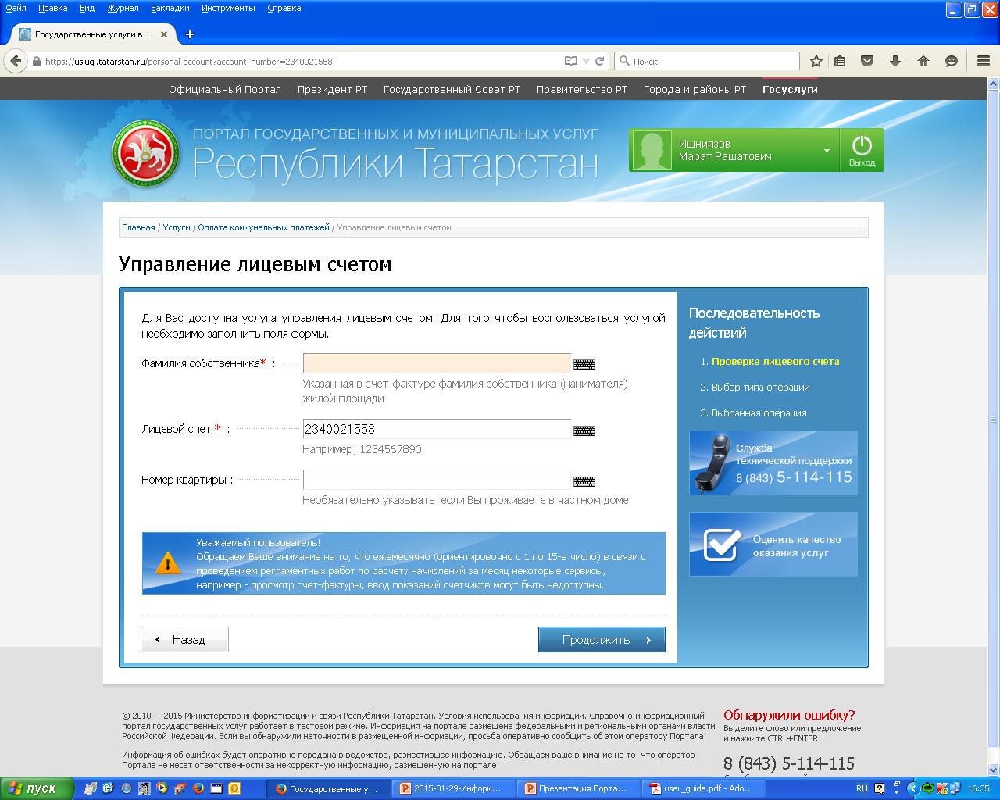 Файл Правка Вид Журнал Закладки Инструменты Справка
Государственные услуги в ...
https://uslugi.tatarstan.ru/personal-account?account_number=2340021558
Поиск
Официальный Портал Президент РТ Государственный Совет РТ Правительство РТ Города и районы РТ Госуслуги
ПОРТАЛ ГОСУДАРСТВЕННЫХ И МУНИЦИПАЛЬНЫХ УСЛУГ
Республики Татарстан
Ишниязов
Марат Рашатович
Выход
Главная / Услуги / Оплата коммунальных платежей / Управление лицевым счетом
Управление лицевым счетом
Для Вас доступна услуга управления лицевым счетом. Для того чтобы воспользоваться услугой
необходимо заполнить поля формы.
Фамилия собственника* :
Указанная в счет-фактуре фамилия собственника (нанимателя)
жилой площади
Лицевой счет * : 2340021558
Например, 1234567890
Номер квартиры :
Необязательно указывать, если Вы проживаете в частном доме.
Уважаемый пользователь!
Обращаем Ваше внимание на то, что ежемесячно (ориентировочно с 1 по 15-е число) в связи с
проведением регламентных работ по расчету начислений за месяц некоторые сервисы,
например - просмотр счет-фактуры, ввод показаний счетчиков могут быть недоступны.
Назад
Продолжить
Последовательность
действий
1. Проверка лицевого счета
2. Выбор типа операции
3. Выбранная операция
Служба
технической поддержки
8 (843) 5-114-115
Оценить качество
оказания услуг
© 2010 — 2015 Министерство информатизации и связи Республики Татарстан. Условия использования информации. Справочно-информационный
портал государственных услуг работает в тестовом режиме. Информация на портале размещена федеральными и региональными органами власти
Российской Федерации. Если вы обнаружили неточности в размещенной информации, просьба оперативно сообщить об этом оператору Портала.
Информация об ошибках будет оперативно передана в ведомство, разместившее информацию. Обращаем ваше внимание на то, что оператор
Портала не несет ответственности за некорректную информацию, размещенную на портале.
Обнаружили ошибку?
Выделите слово или предложение
и нажмите CTRL+ENTER
8 (843) 5-114-115
пуск
Государственные у...
2015-01-29-Информ...
Презентация Порта...
user_guide.pdf - Ado...
RU
16:35